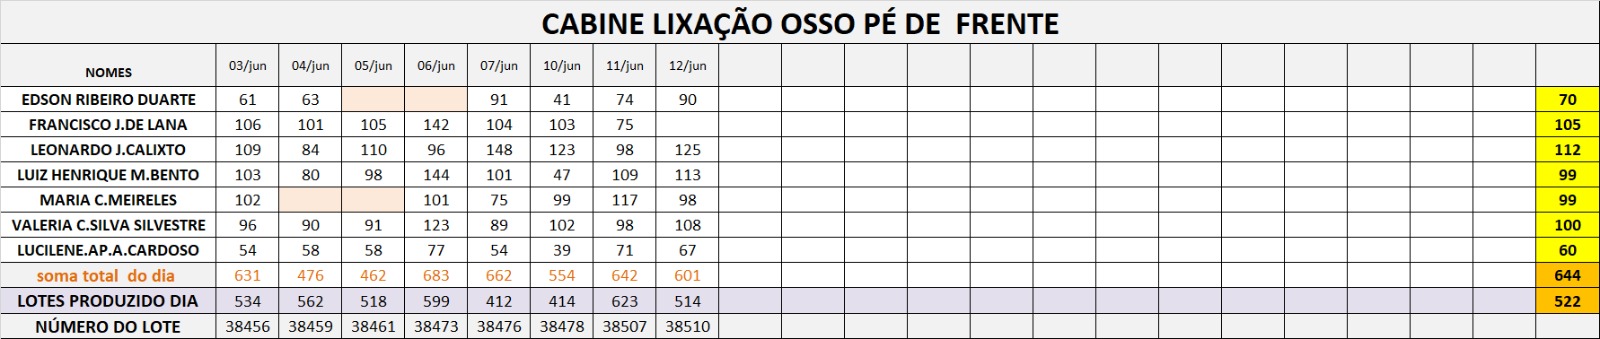 CABINE LIXAÇÃO OSSO PÉ DE FRENTE
NOMES 03/jun 04/jun 05/jun 06/jun 07/jun 10/jun 11/jun 12/jun
EDSON RIBEIRO DUARTE 61 63 91 41 74 90 70
FRANCISCO J.DE LANA 106 101 105 142 104 103 75 105
LEONARDO J.CALIXTO 109 84 110 96 148 123 98 125 112
LUIZ HENRIQUE M.BENTO 103 80 98 144 101 47 109 113 99
MARIA C.MEIRELES 102 101 75 99 117 98 99
VALERIA C.SILVA SILVESTRE 96 90 91 123 89 102 98 108 100
LUCILENE.AP.A.CARDOSO 54 58 58 77 54 39 71 67 60
soma total do dia 631 476 462 683 662 554 642 601 644
LOTES PRODUZIDO DIA 534 562 518 599 412 414 623 514 522
NÚMERO DO LOTE 38456 38459 38461 38473 38476 38478 38507 38510